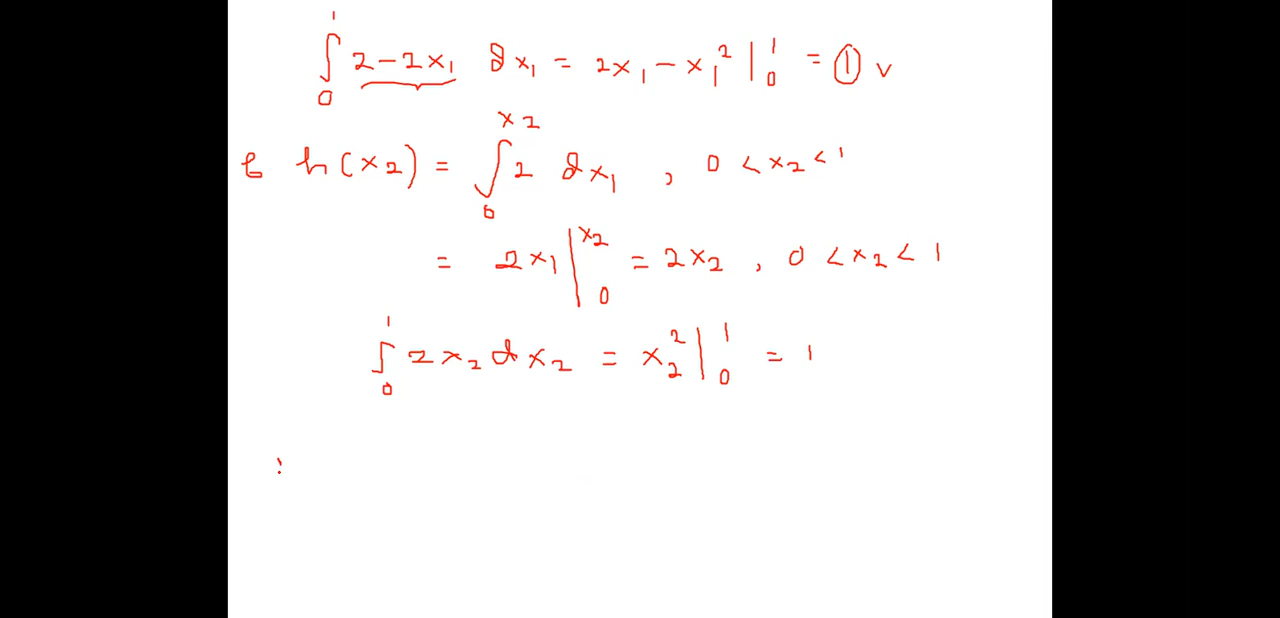 ∫₀¹ 2 - 2x₁ dx₁ = 2x₁ - x₁² |₀¹ = ① v
h(x₂) = ∫₀^x₂ 2 dx₁ , 0 < x₂ < 1
= 2x₁ |₀^x₂ = 2x₂ , 0 < x₂ < 1
∫₀¹ 2x₂ dx₂ = x₂² |₀¹ = 1